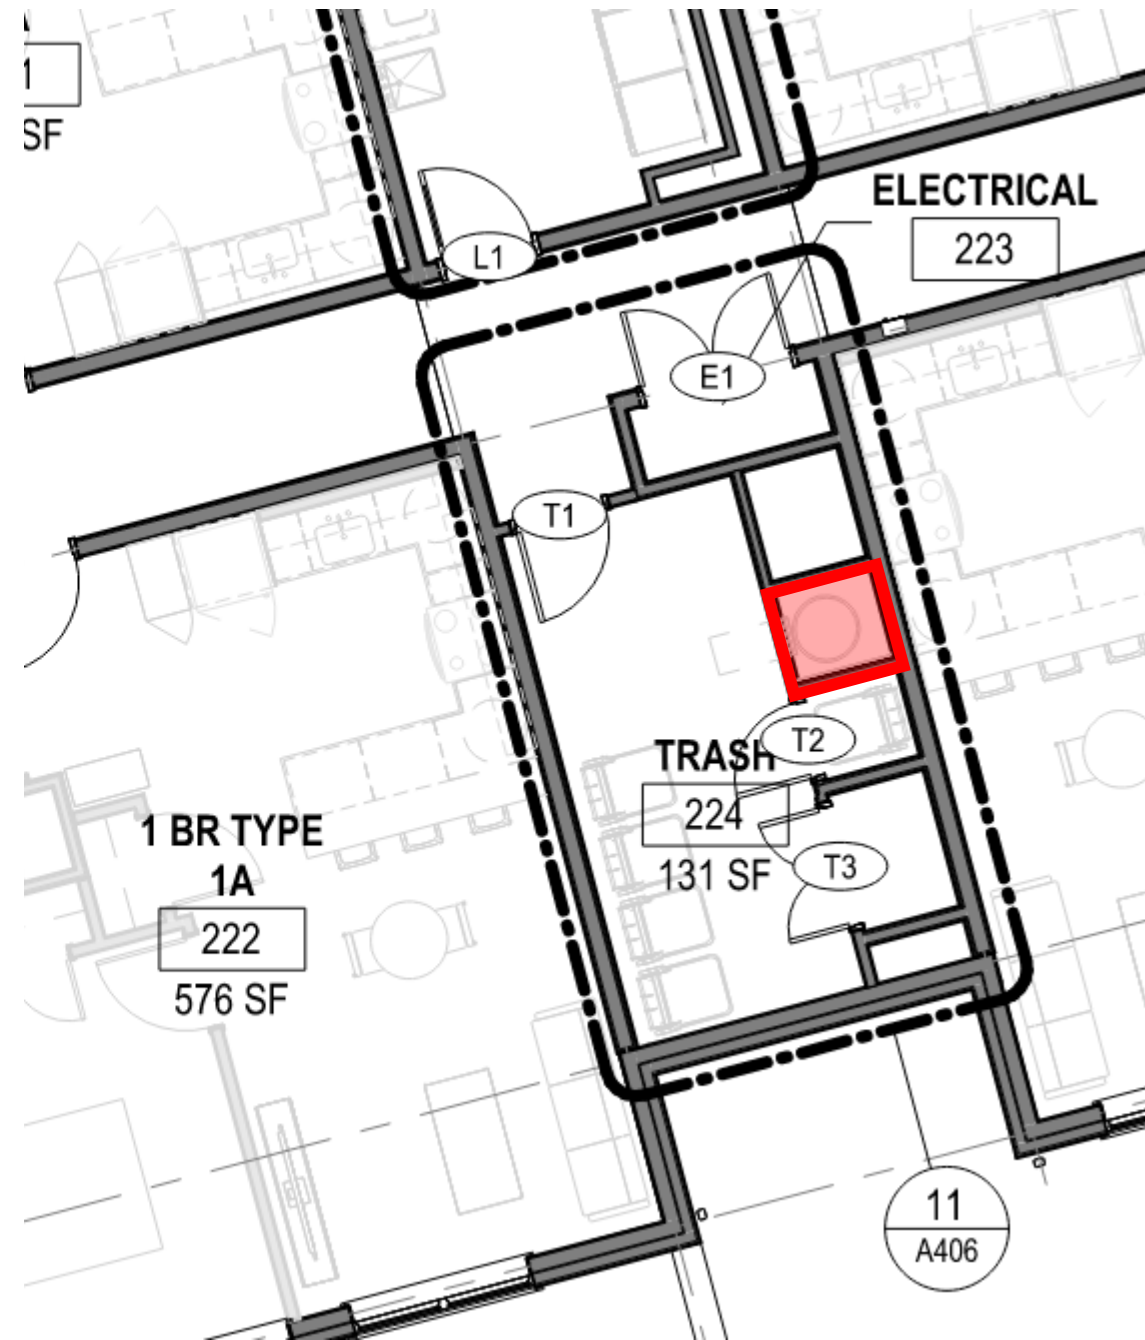 1
SF
L1
ELECTRICAL
223
E1
T1
T2
TRASH
224
131 SF
T3
1 BR TYPE
1A
222
576 SF
11
A406